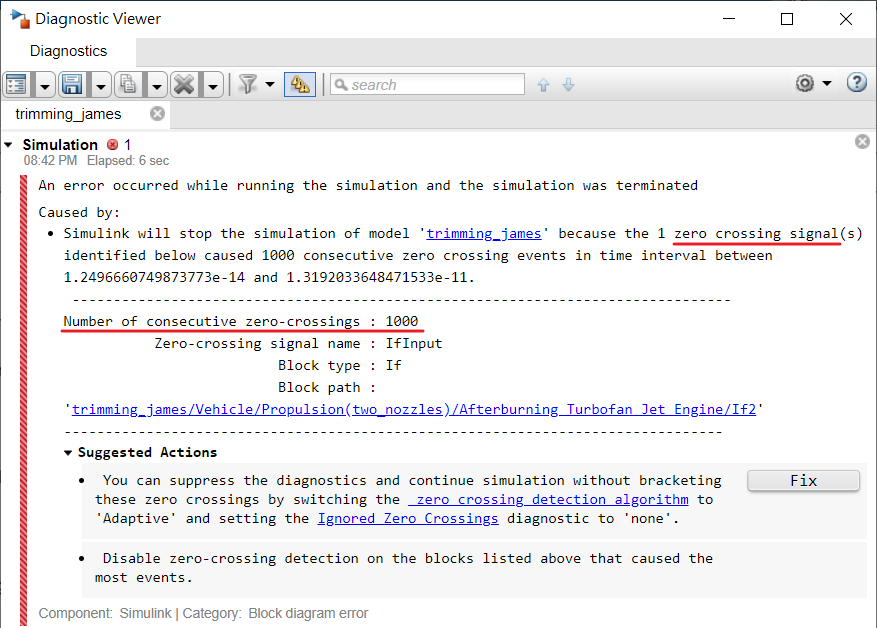 Diagnostic Viewer
Diagnostics
search
trimming_james
Simulation 1
08:42 PM Elapsed: 6 sec
An error occurred while running the simulation and the simulation was terminated
Caused by:
• Simulink will stop the simulation of model 'trimming_james' because the 1 zero crossing signal(s)
identified below caused 1000 consecutive zero crossing events in time interval between
1.2496660749873773e-14 and 1.3192033648471533e-11.
--------------------------------------------------------------------------------
Number of consecutive zero-crossings : 1000
Zero-crossing signal name : IfInput
Block type : If
Block path :
'trimming_james/Vehicle/Propulsion(two_nozzles)/Afterburning Turbofan Jet Engine/If2'
--------------------------------------------------------------------------------
Suggested Actions
• You can suppress the diagnostics and continue simulation without bracketing
these zero crossings by switching the zero crossing detection algorithm to
'Adaptive' and setting the Ignored Zero Crossings diagnostic to 'none'.
Fix
• Disable zero-crossing detection on the blocks listed above that caused the
most events.
Component: Simulink | Category: Block diagram error